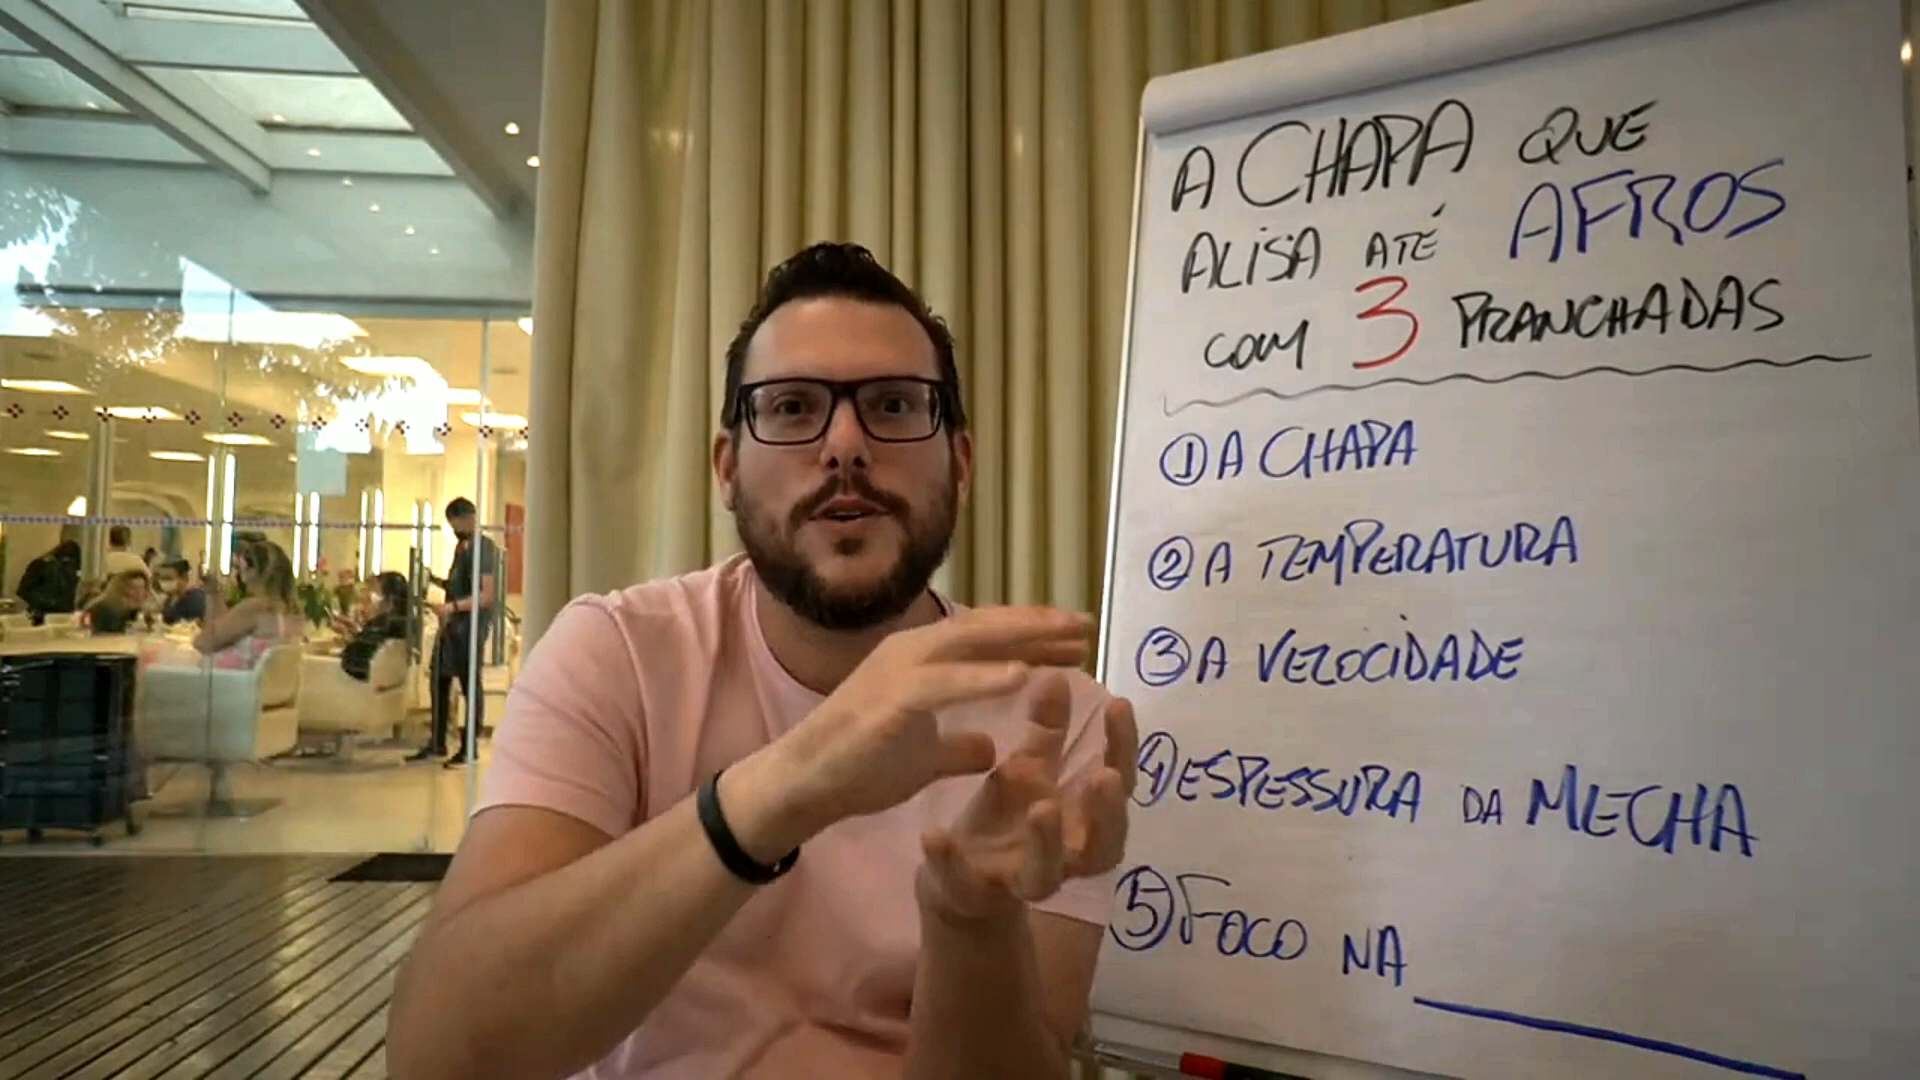 A CHAPA QUE
ALISA ATÉ AFROS
COM 3 PRANCHADAS
① A CHAPA
② A TEMPERATURA
③ A VELOCIDADE
④ ESPESSURA DA MECHA
⑤ FOCO NA